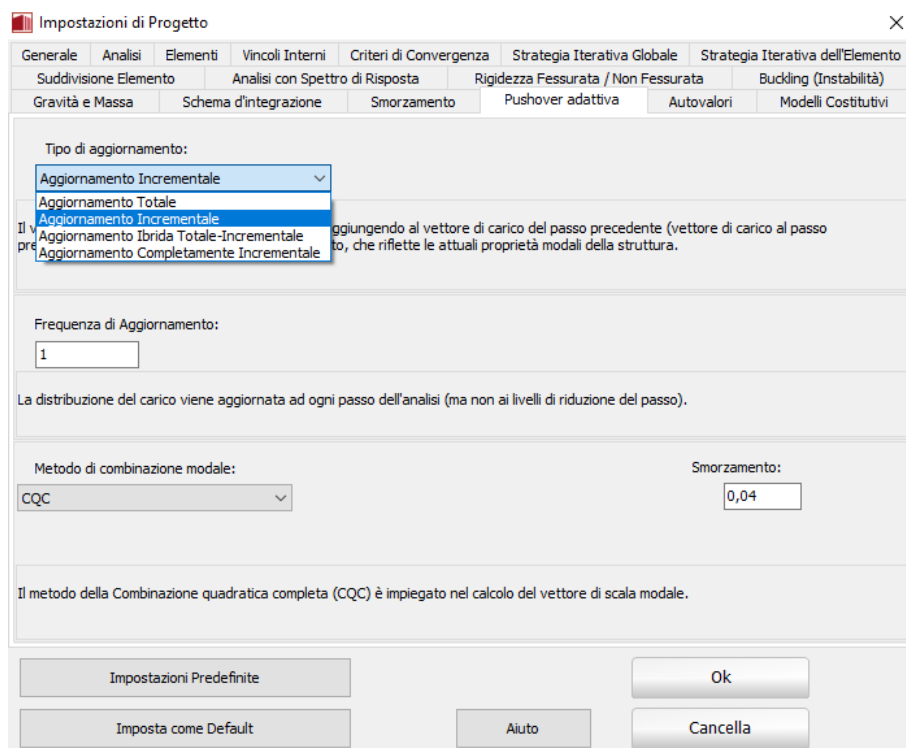 Impostazioni di Progetto
Generale Analisi Elementi Vincoli Interni Criteri di Convergenza Strategia Iterativa Globale Strategia Iterativa dell'Elemento
Suddivisione Elemento Analisi con Spettro di Risposta Rigidezza Fessurata / Non Fessurata Buckling (Instabilità)
Gravità e Massa Schema d'integrazione Smorzamento Pushover adattiva Autovalori Modelli Costitutivi
Tipo di aggiornamento:
Aggiornamento Incrementale
Aggiornamento Totale
Aggiornamento Incrementale
Il ggiungendo al vettore di carico del passo precedente (vettore di carico al passo
Aggiornamento Ibrida Totale-Incrementale
pre to, che riflette le attuali proprietà modali della struttura.
Aggiornamento Completamente Incrementale
Frequenza di Aggiornamento:
1
La distribuzione del carico viene aggiornata ad ogni passo dell'analisi (ma non ai livelli di riduzione del passo).
Metodo di combinazione modale: Smorzamento:
CQC 0,04
Il metodo della Combinazione quadratica completa (CQC) è impiegato nel calcolo del vettore di scala modale.
Impostazioni Predefinite Ok
Imposta come Default Aiuto Cancella